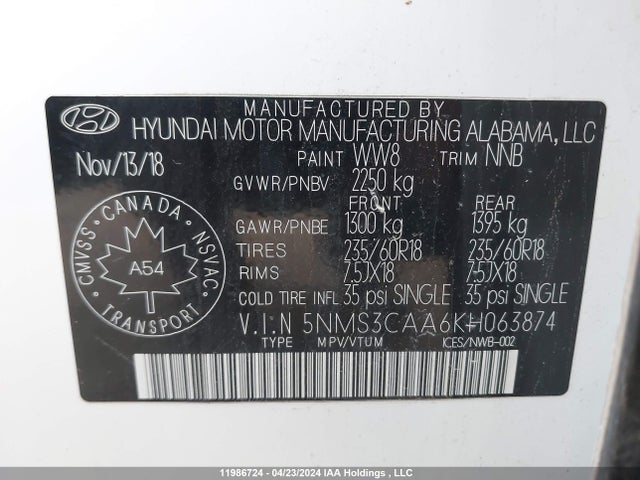 MANUFACTURED BY
HYUNDAI MOTOR MANUFACTURING ALABAMA, LLC
Nov/13/18 PAINT WW8 TRIM NNB
GVWR/PNBV 2250 kg
FRONT REAR
GAWR/PNBE 1300 kg 1395 kg
TIRES 235/60R18 235/60R18
RIMS 7.5JX18 7.5JX18
COLD TIRE INFL 35 psi SINGLE 35 psi SINGLE
CANADA
CMVSS NSVAC
A54
TRANSPORT
V.I.N 5NMS3CAA6KH063874
TYPE MPV/VTUM ICES/NWB-002
11986724 - 04/23/2024 IAA Holdings , LLC